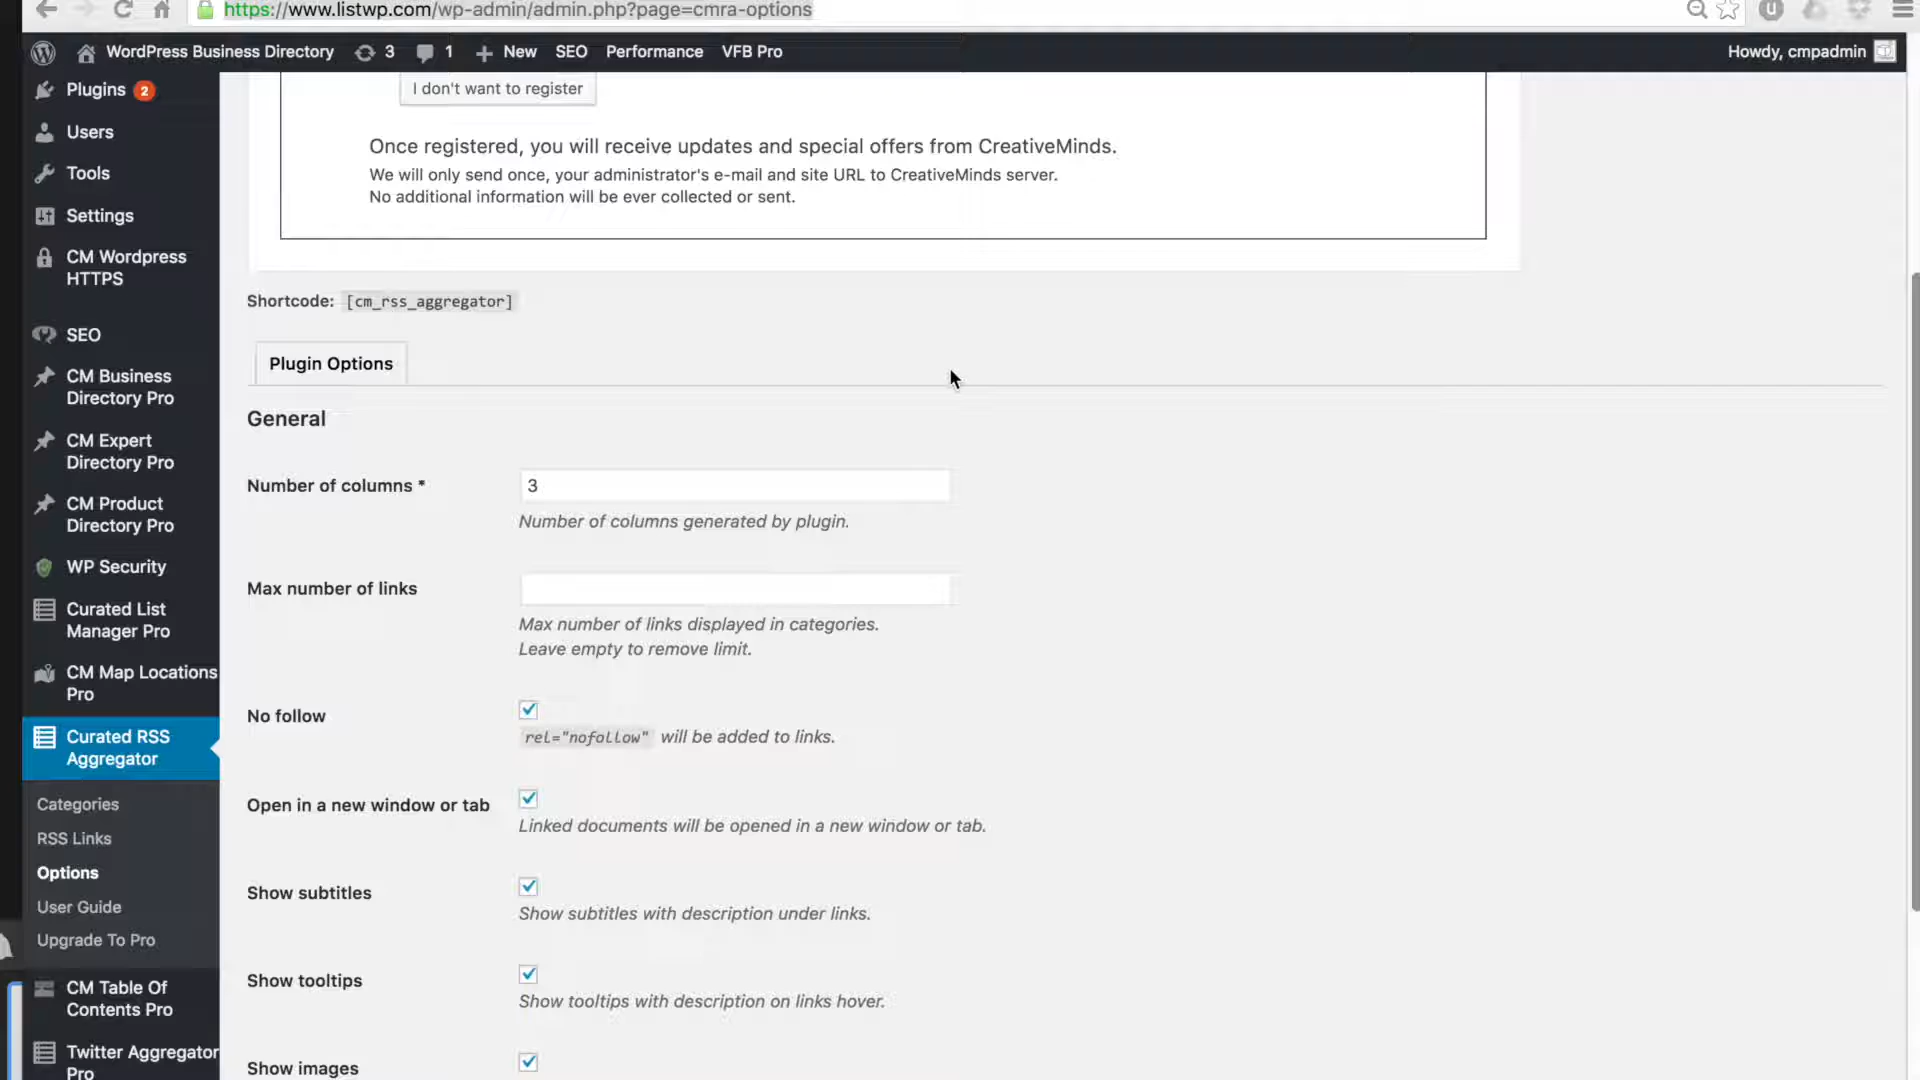 https://www.listwp.com/wp-admin/admin.php?page=cmra-options
WordPress Business Directory 3 1 New SEO Performance VFB Pro Howdy, cmpadmin
Plugins 2
Users
Tools
Settings
CM Wordpress
HTTPS
SEO
CM Business
Directory Pro
CM Expert
Directory Pro
CM Product
Directory Pro
WP Security
Curated List
Manager Pro
CM Map Locations
Pro
Curated RSS
Aggregator
Categories
RSS Links
Options
User Guide
Upgrade To Pro
CM Table Of
Contents Pro
Twitter Aggregator
Pro
I don't want to register
Once registered, you will receive updates and special offers from CreativeMinds.
We will only send once, your administrator's e-mail and site URL to CreativeMinds server.
No additional information will be ever collected or sent.
Shortcode: [cm_rss_aggregator]
Plugin Options
General
Number of columns * 3
Number of columns generated by plugin.
Max number of links
Max number of links displayed in categories.
Leave empty to remove limit.
No follow
rel="nofollow" will be added to links.
Open in a new window or tab
Linked documents will be opened in a new window or tab.
Show subtitles
Show subtitles with description under links.
Show tooltips
Show tooltips with description on links hover.
Show images